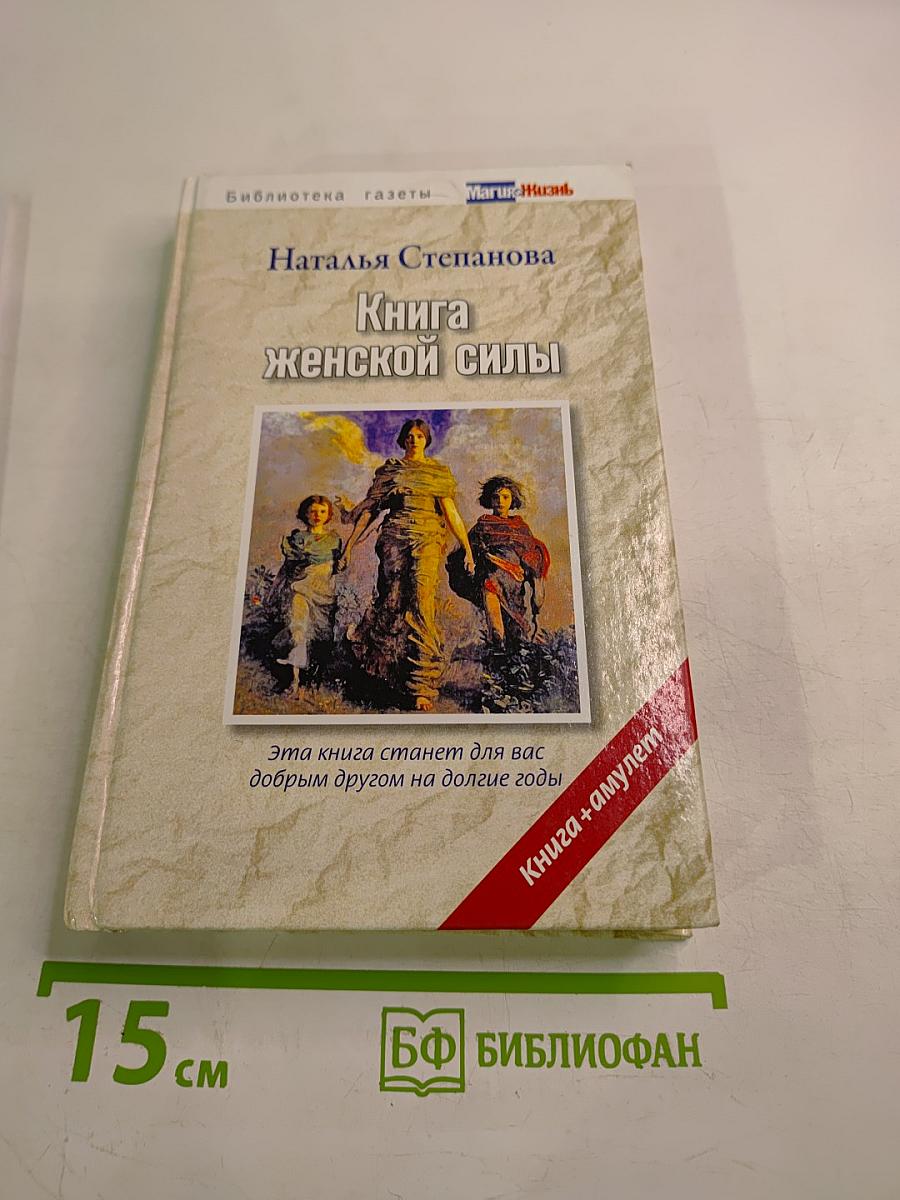 Библиотека газеты Магия и Жизнь
Наталья Степанова
Книга
женской силы
Эта книга станет для вас
добрым другом на долгие годы
Книга+амулет
15 см
БФ БИБЛИОФАН